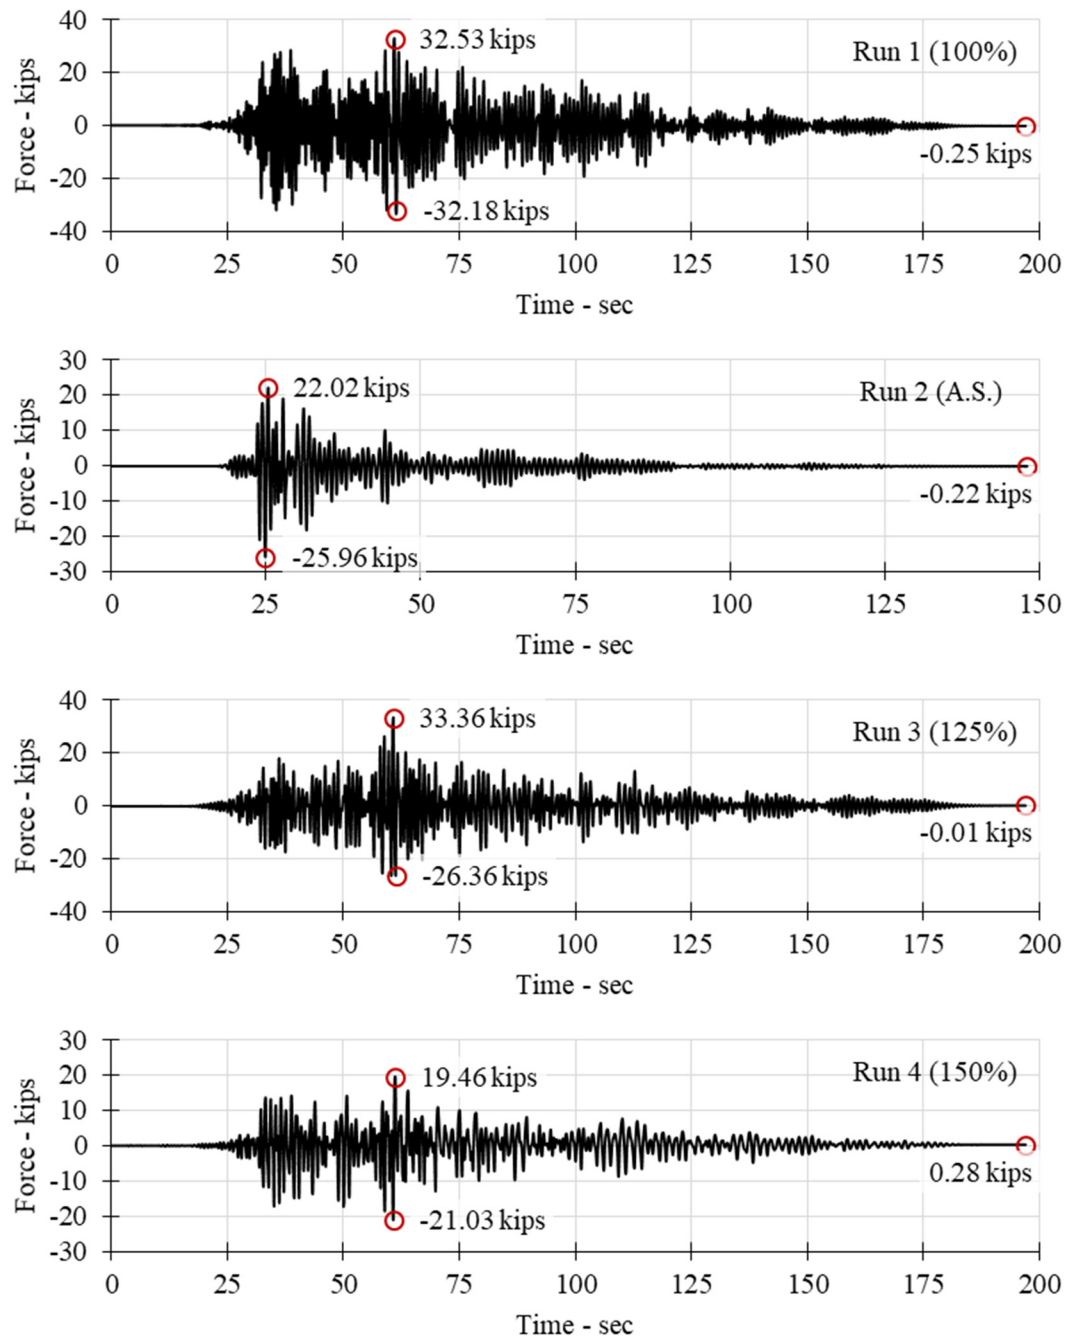 40
32.53 kips
Run 1 (100%)
20
0
-0.25 kips
-20
-32.18 kips
-40
Force - kips
0 25 50 75 100 125 150 175 200
Time - sec
30
22.02 kips
Run 2 (A.S.)
20
10
0
-0.22 kips
-10
-20
-25.96 kips
-30
Force - kips
0 25 50 75 100 125 150
Time - sec
40
33.36 kips
Run 3 (125%)
20
0
-0.01 kips
-20
-26.36 kips
-40
Force - kips
0 25 50 75 100 125 150 175 200
Time - sec
30
19.46 kips
Run 4 (150%)
20
10
0
0.28 kips
-10
-20
-21.03 kips
-30
Force - kips
0 25 50 75 100 125 150 175 200
Time - sec